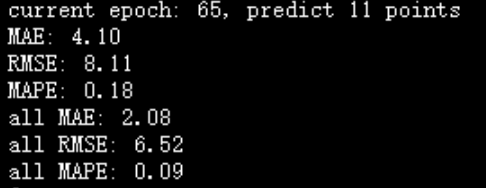 current epoch: 65, predict 11 points
MAE: 4.10
RMSE: 8.11
MAPE: 0.18
all MAE: 2.08
all RMSE: 6.52
all MAPE: 0.09